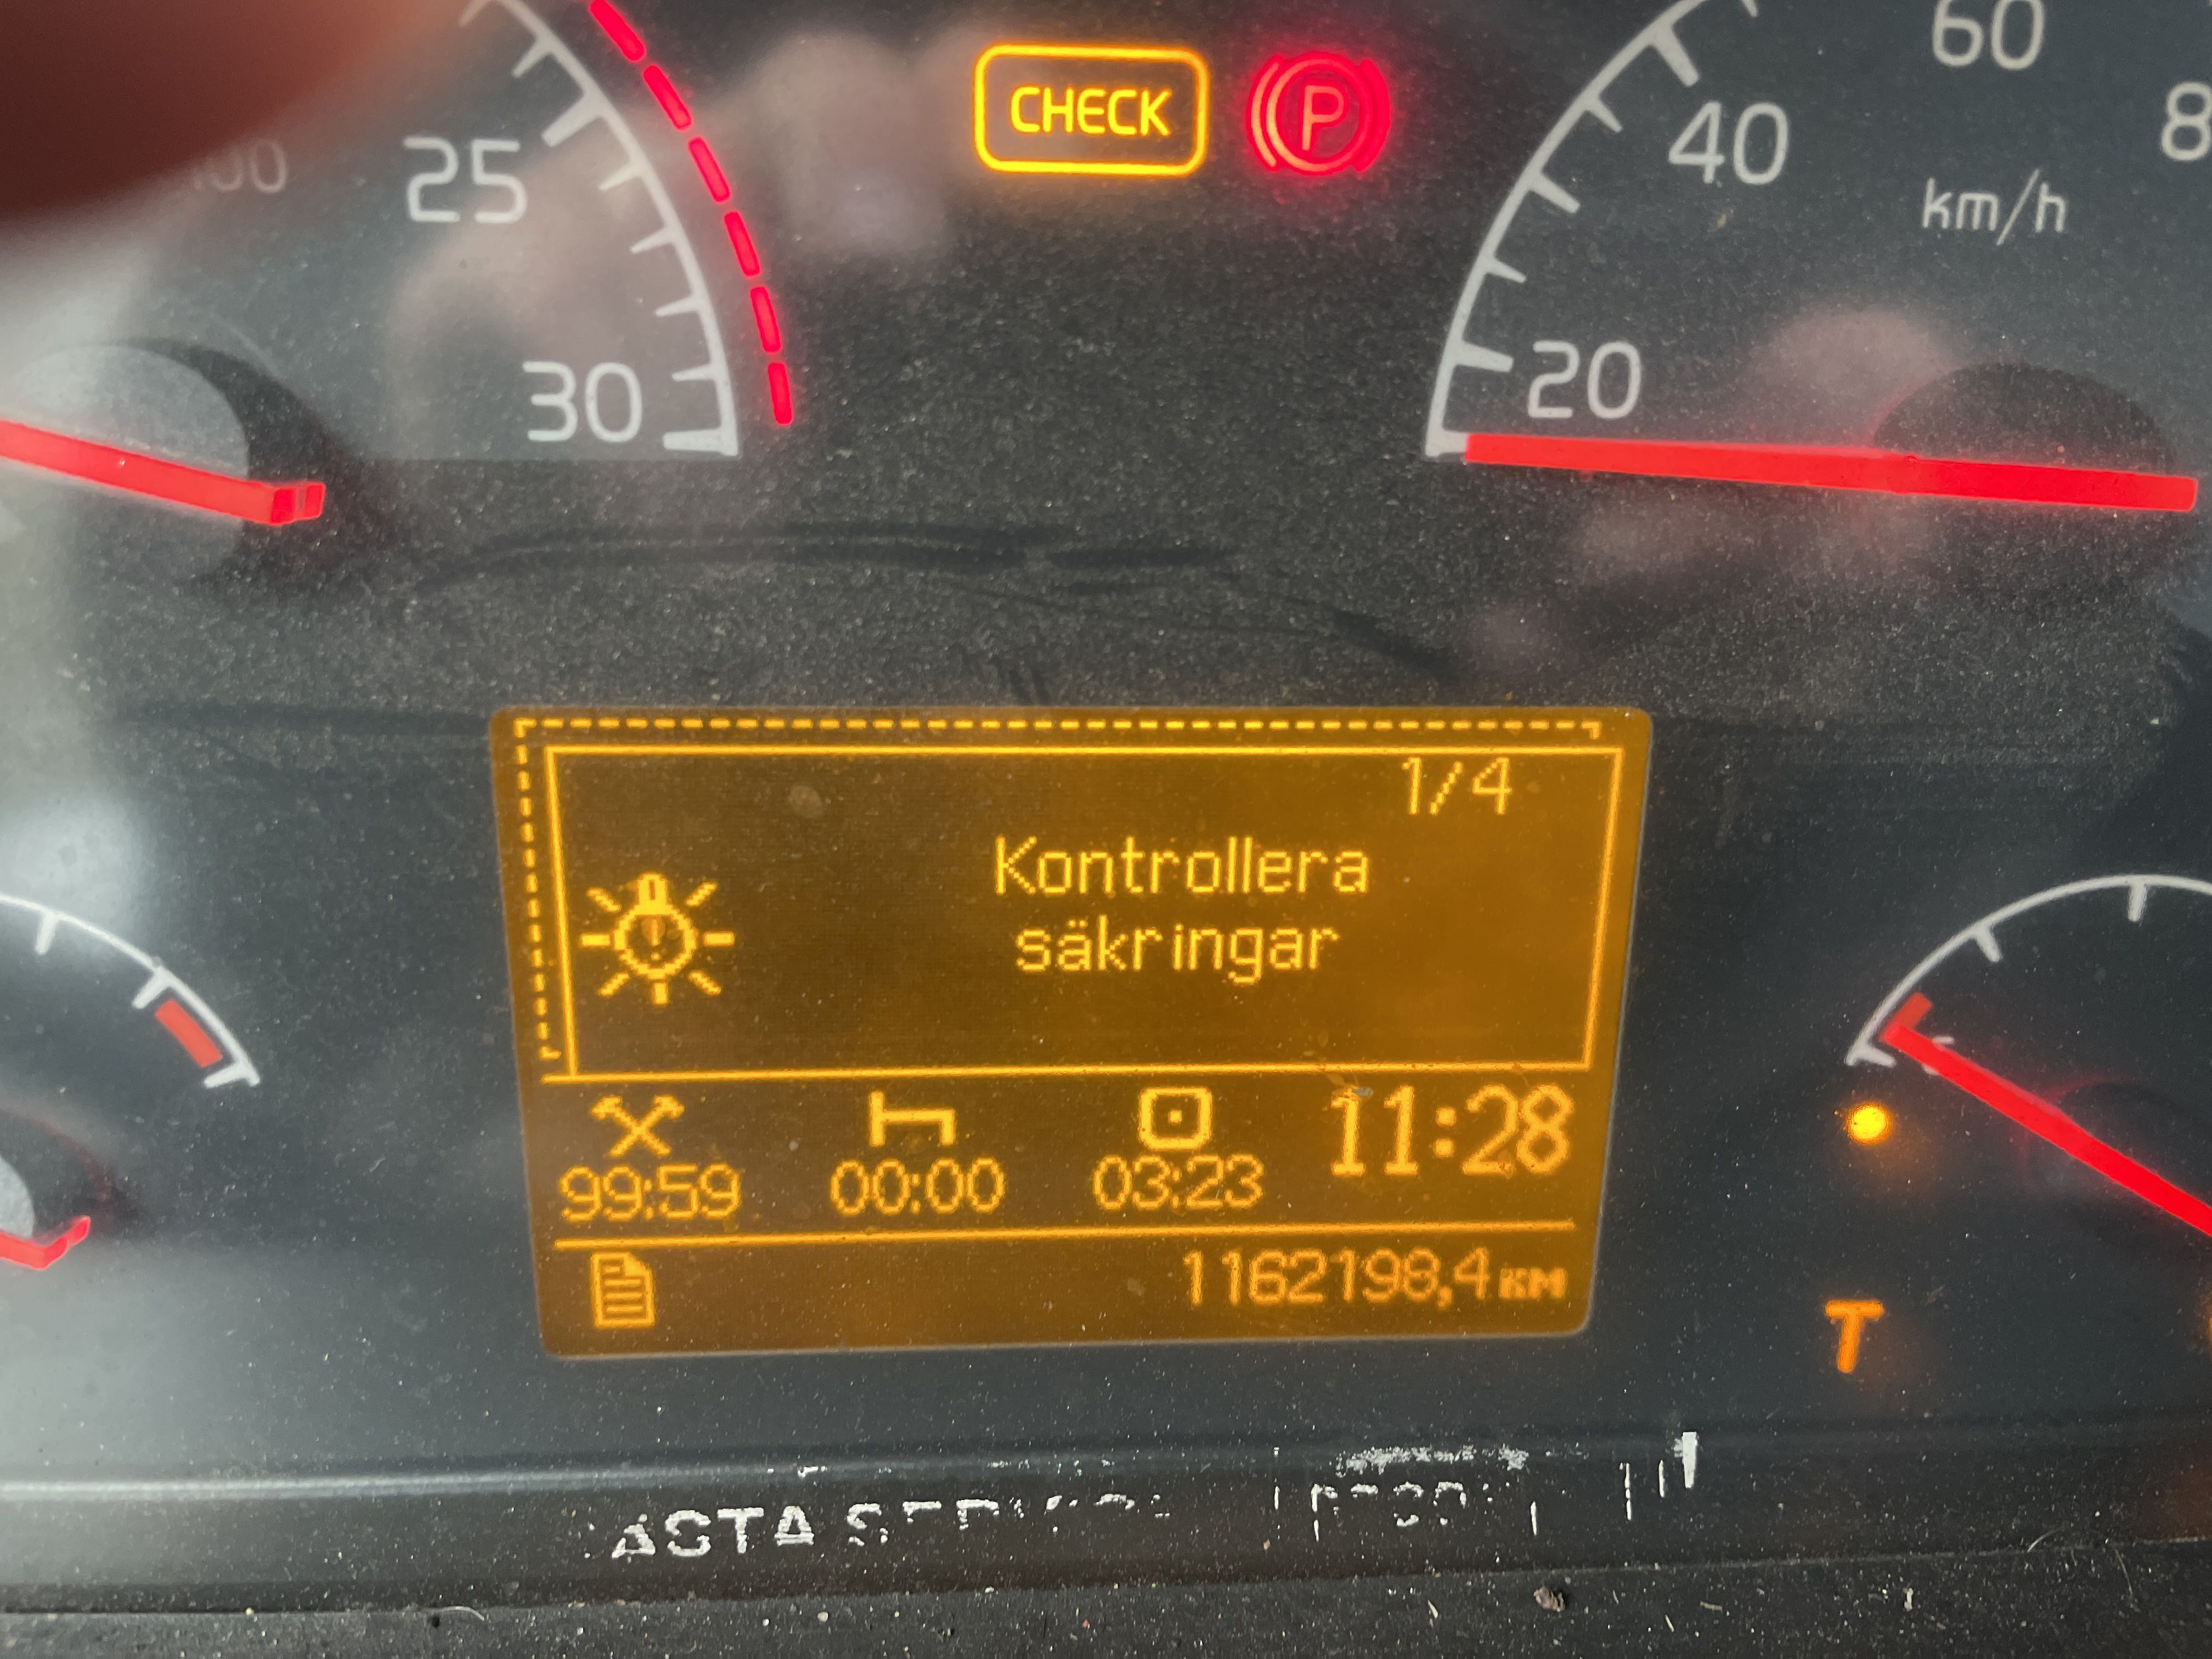 CHECK
P
60
25
40
km/h
30
20
1/4
Kontrollera
säkringar
11:28
99:59
00:00
03:23
1162198,4 KM
T